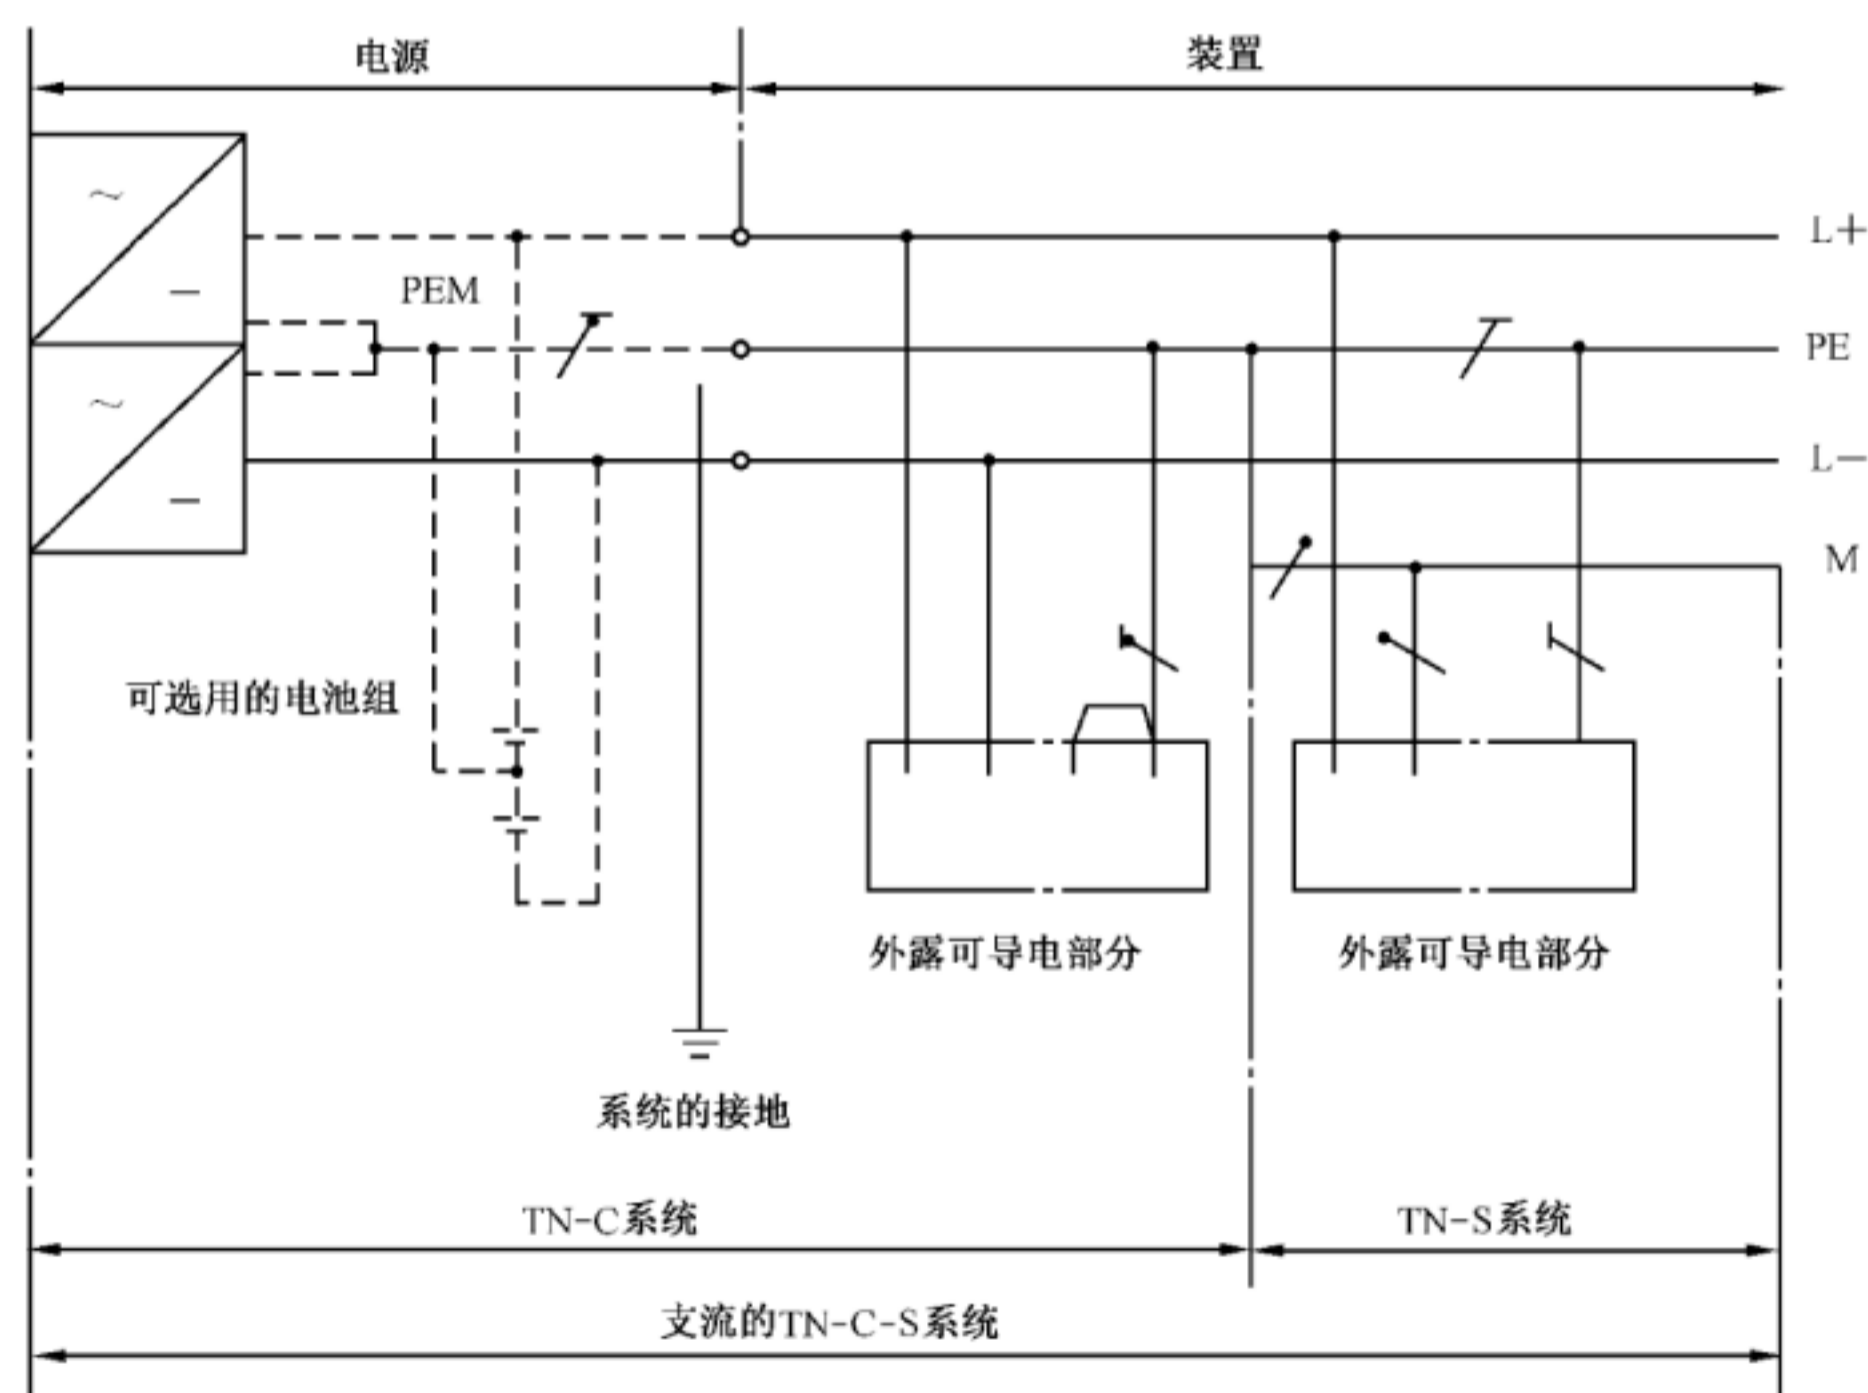 电源
装置
~
L+
—
PEM
PE
~
L—
—
M
可选用的电池组
外露可导电部分
外露可导电部分
系统的接地
TN-C系统
TN-S系统
支流的TN-C-S系统